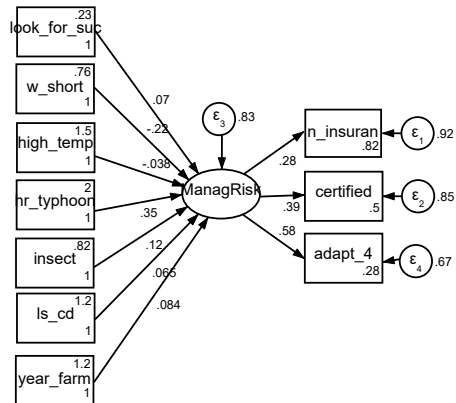 .23
look_for_suc
1
.76
w_short
1
1.5
high_temp
1
2
hr_typhoon
1
.82
insect
1
1.2
ls_cd
1
1.2
year_farm
1
.07
-.22
-.038
.35
.12
.065
.084
ε3
.83
ManagRisk
.28
.39
.58
n_insuran
.82
ε1
.92
certified
.5
ε2
.85
adapt_4
.28
ε4
.67